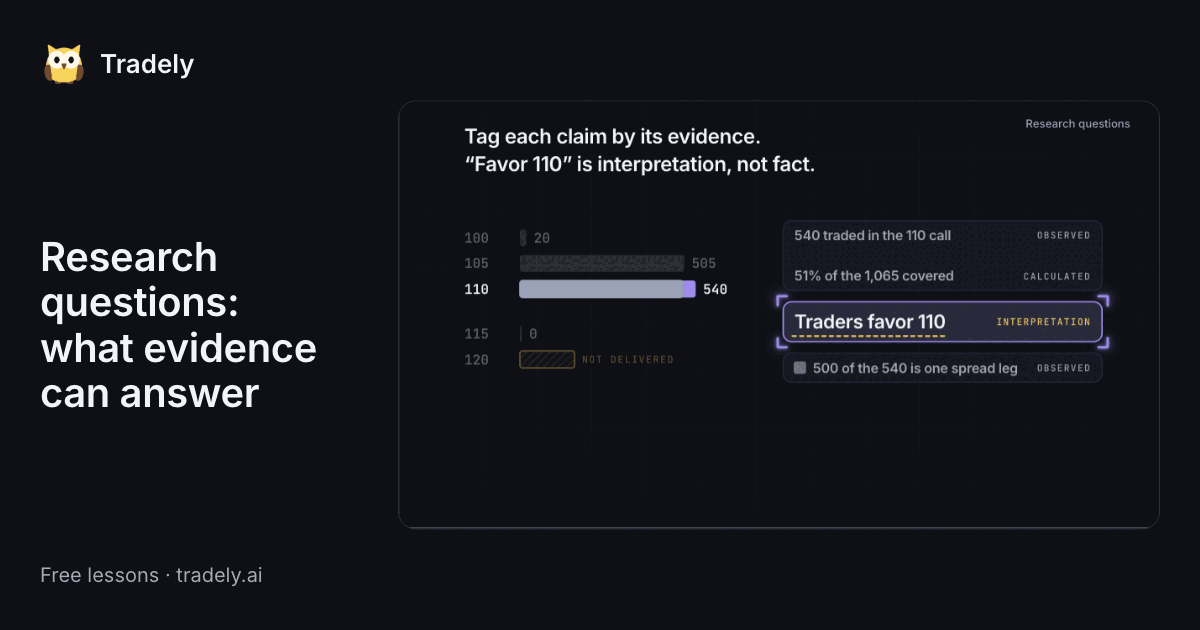 Tradely
Research questions
Tag each claim by its evidence.
“Favor 110” is interpretation, not fact.
Research
questions:
what evidence
can answer
100 20
105 505
110 540
115 0
120 NOT DELIVERED
540 traded in the 110 call OBSERVED
51% of the 1,065 covered CALCULATED
Traders favor 110 INTERPRETATION
500 of the 540 is one spread leg OBSERVED
Free lessons · tradely.ai